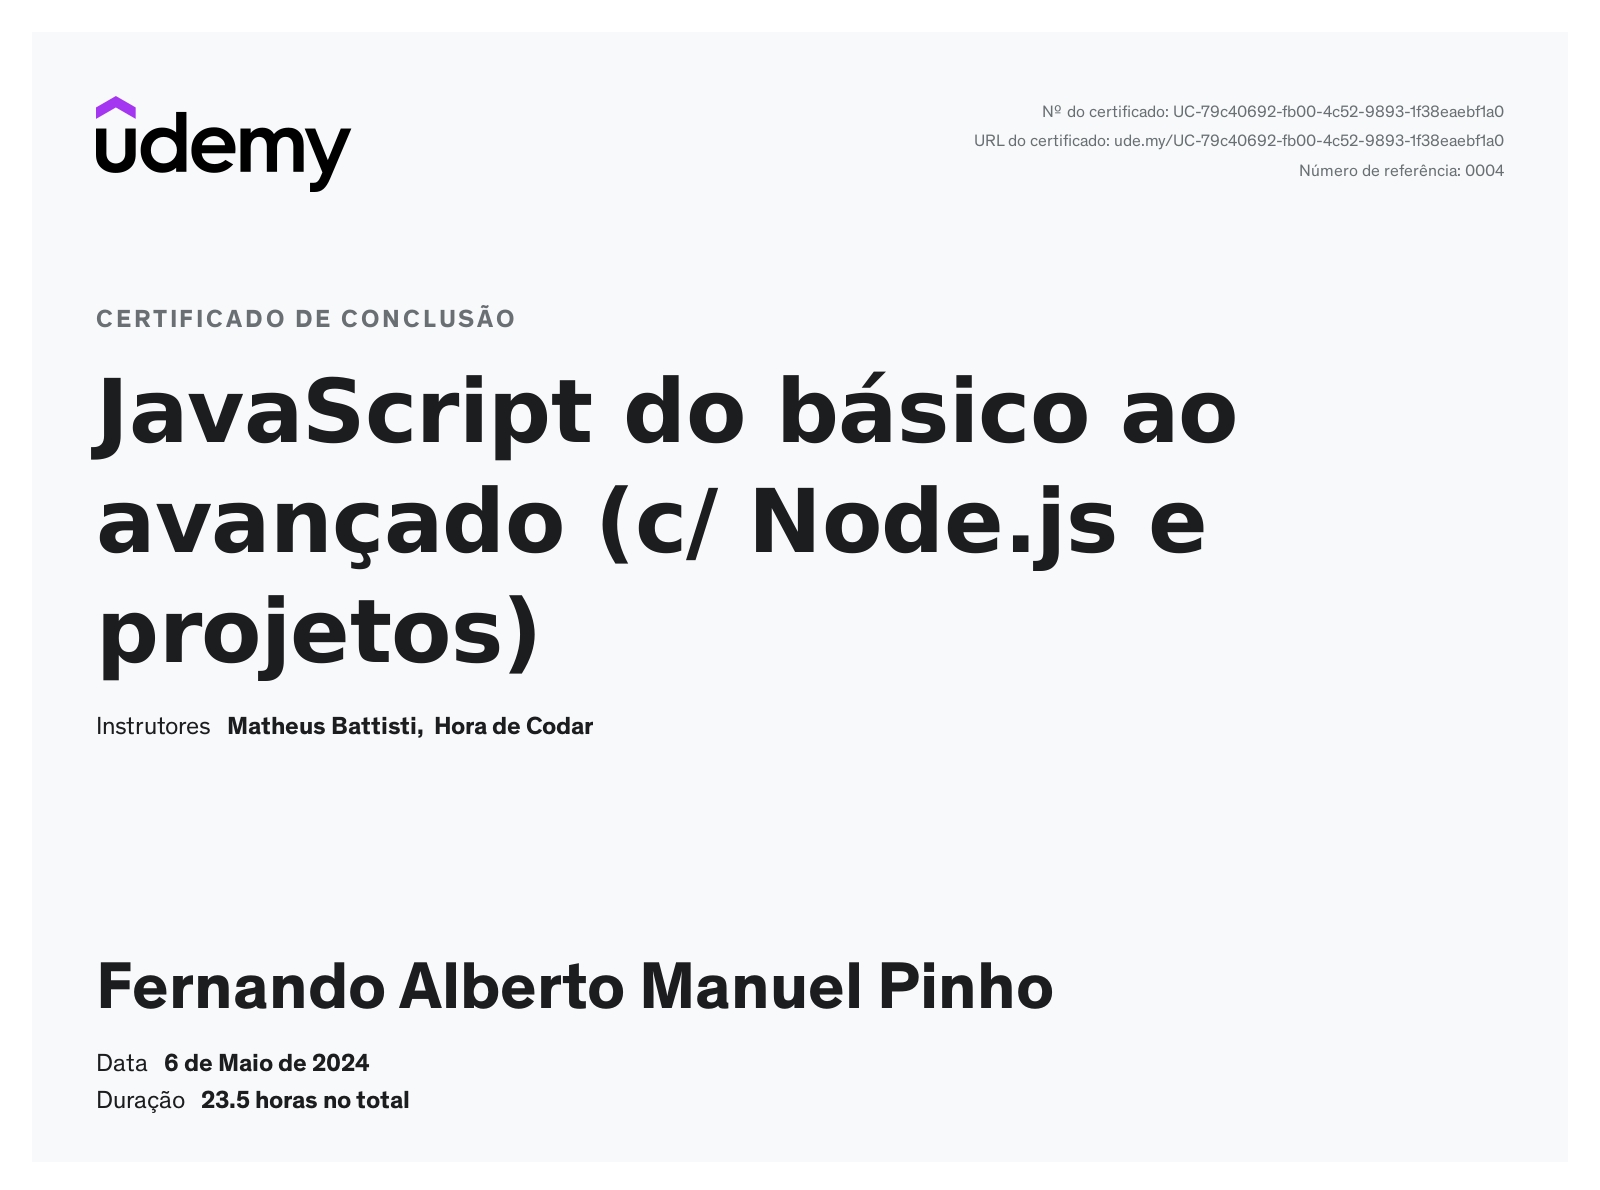 udemy
Nº do certificado: UC-79c40692-fb00-4c52-9893-1f38eaebf1a0
URL do certificado: ude.my/UC-79c40692-fb00-4c52-9893-1f38eaebf1a0
Número de referência: 0004
CERTIFICADO DE CONCLUSÃO
JavaScript do básico ao
avançado (c/ Node.js e
projetos)
Instrutores Matheus Battisti, Hora de Codar
Fernando Alberto Manuel Pinho
Data 6 de Maio de 2024
Duração 23.5 horas no total